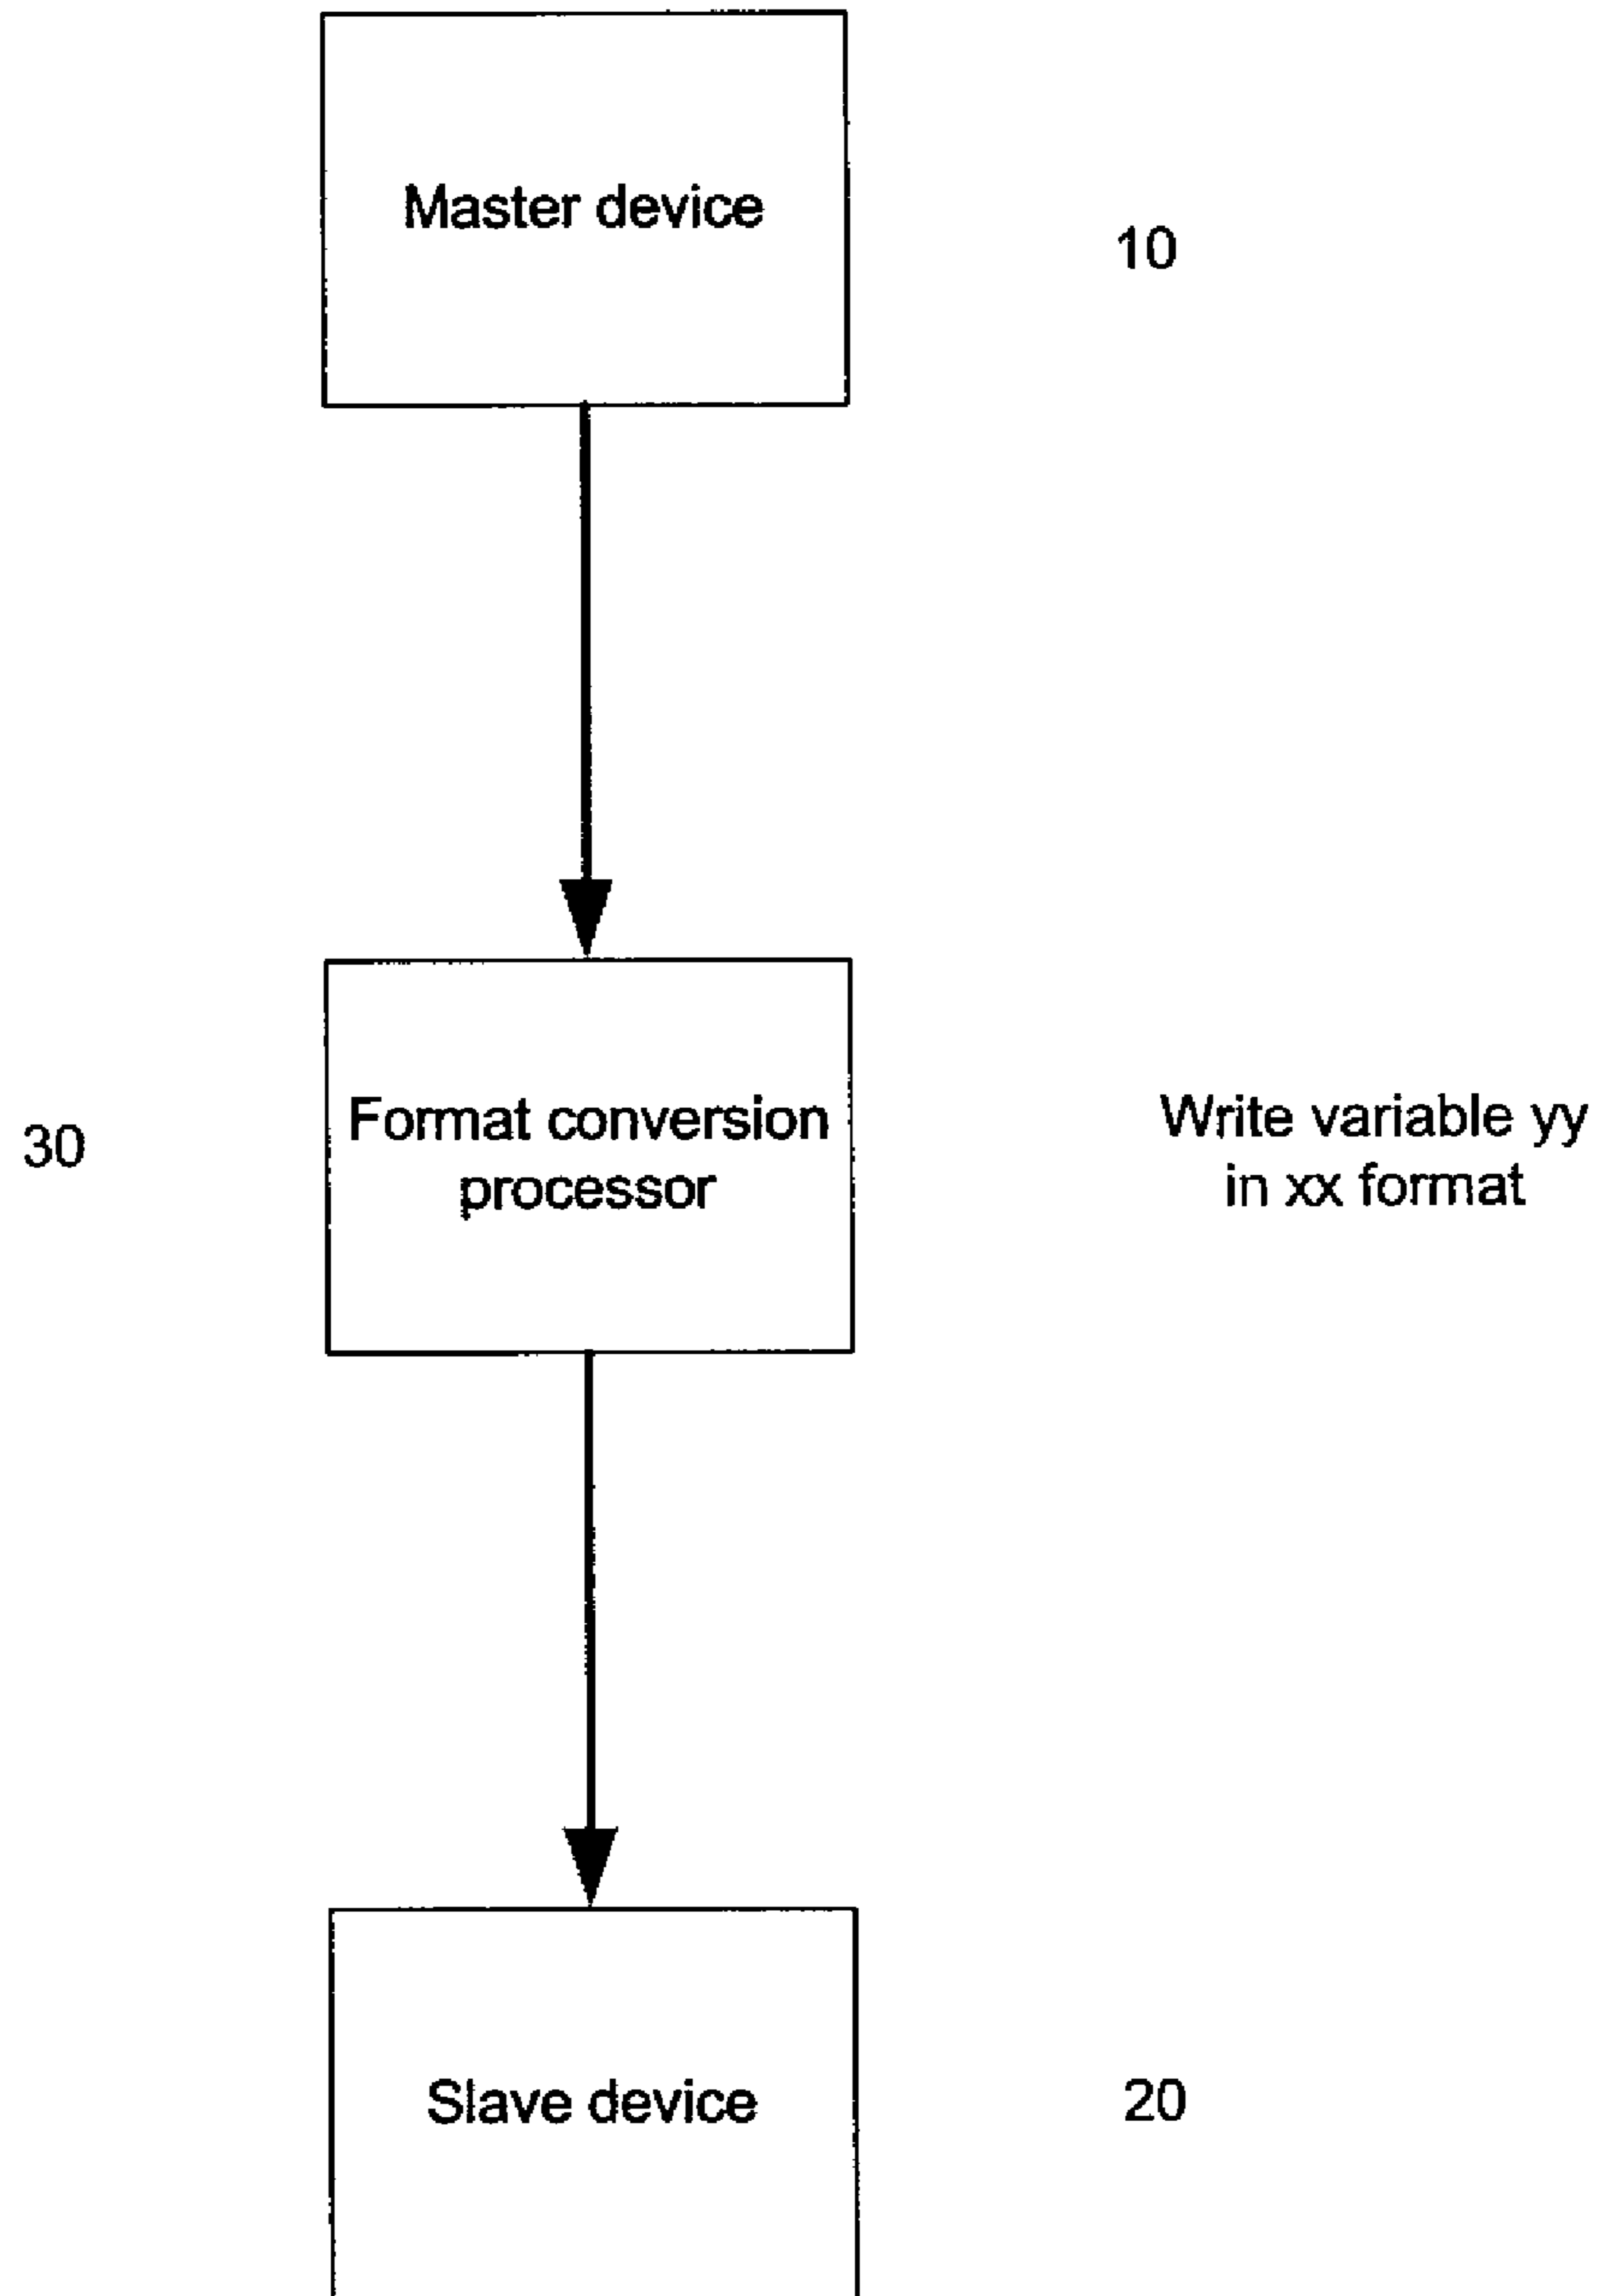 Master device
10
30
Format conversion
processor
Write variable yy
in xx format
Slave device
20